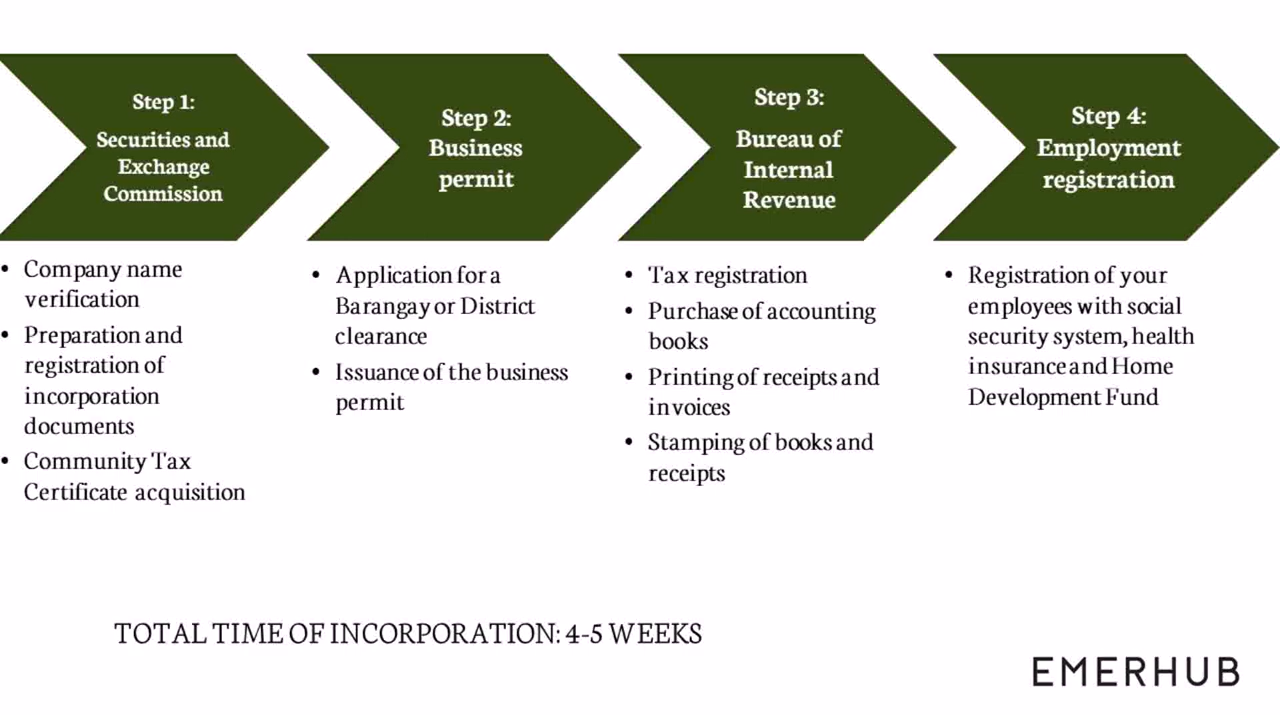 Step 1:
Securities and
Exchange
Commission
Step 2:
Business
permit
Step 3:
Bureau of
Internal
Revenue
Step 4:
Employment
registration
• Company name
verification
• Preparation and
registration of
incorporation
documents
• Community Tax
Certificate acquisition
• Application for a
Barangay or District
clearance
• Issuance of the business
permit
• Tax registration
• Purchase of accounting
books
• Printing of receipts and
invoices
• Stamping of books and
receipts
• Registration of your
employees with social
security system, health
insurance and Home
Development Fund
TOTAL TIME OF INCORPORATION: 4-5 WEEKS
EMERHUB